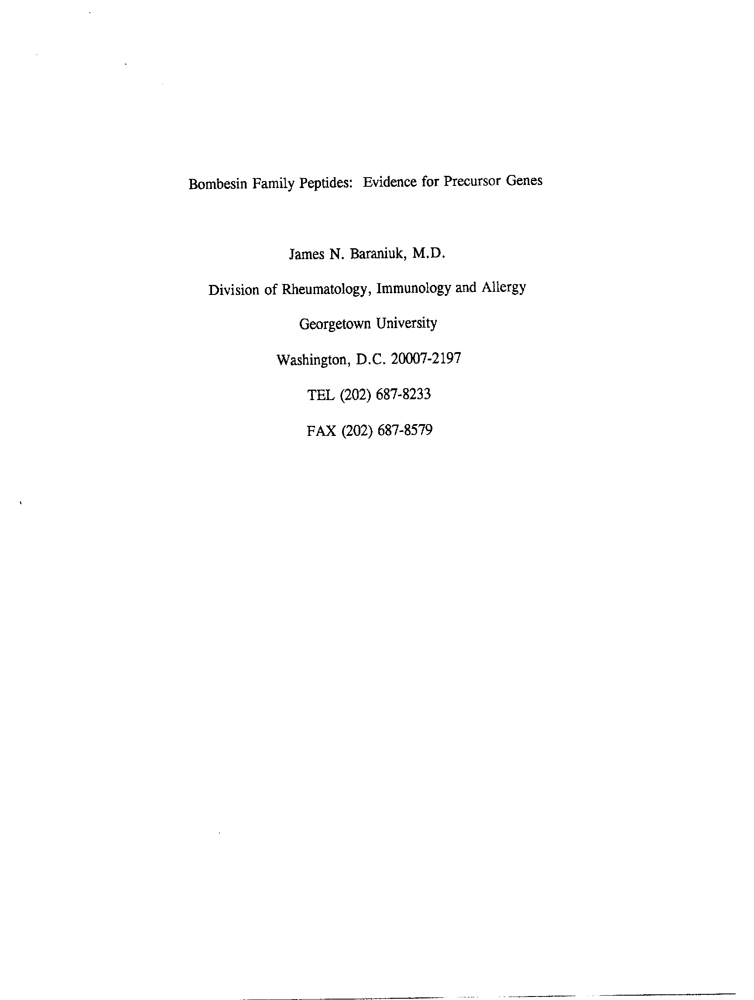 Bombesin Family Peptides: Evidence for Precursor Genes
James N. Baraniuk, M.D.
Division of Rheumatology, Immunology and Allergy
Georgetown University
Washington, D.C. 20007-2197
TEL (202) 687-8233
FAX (202) 687-8579